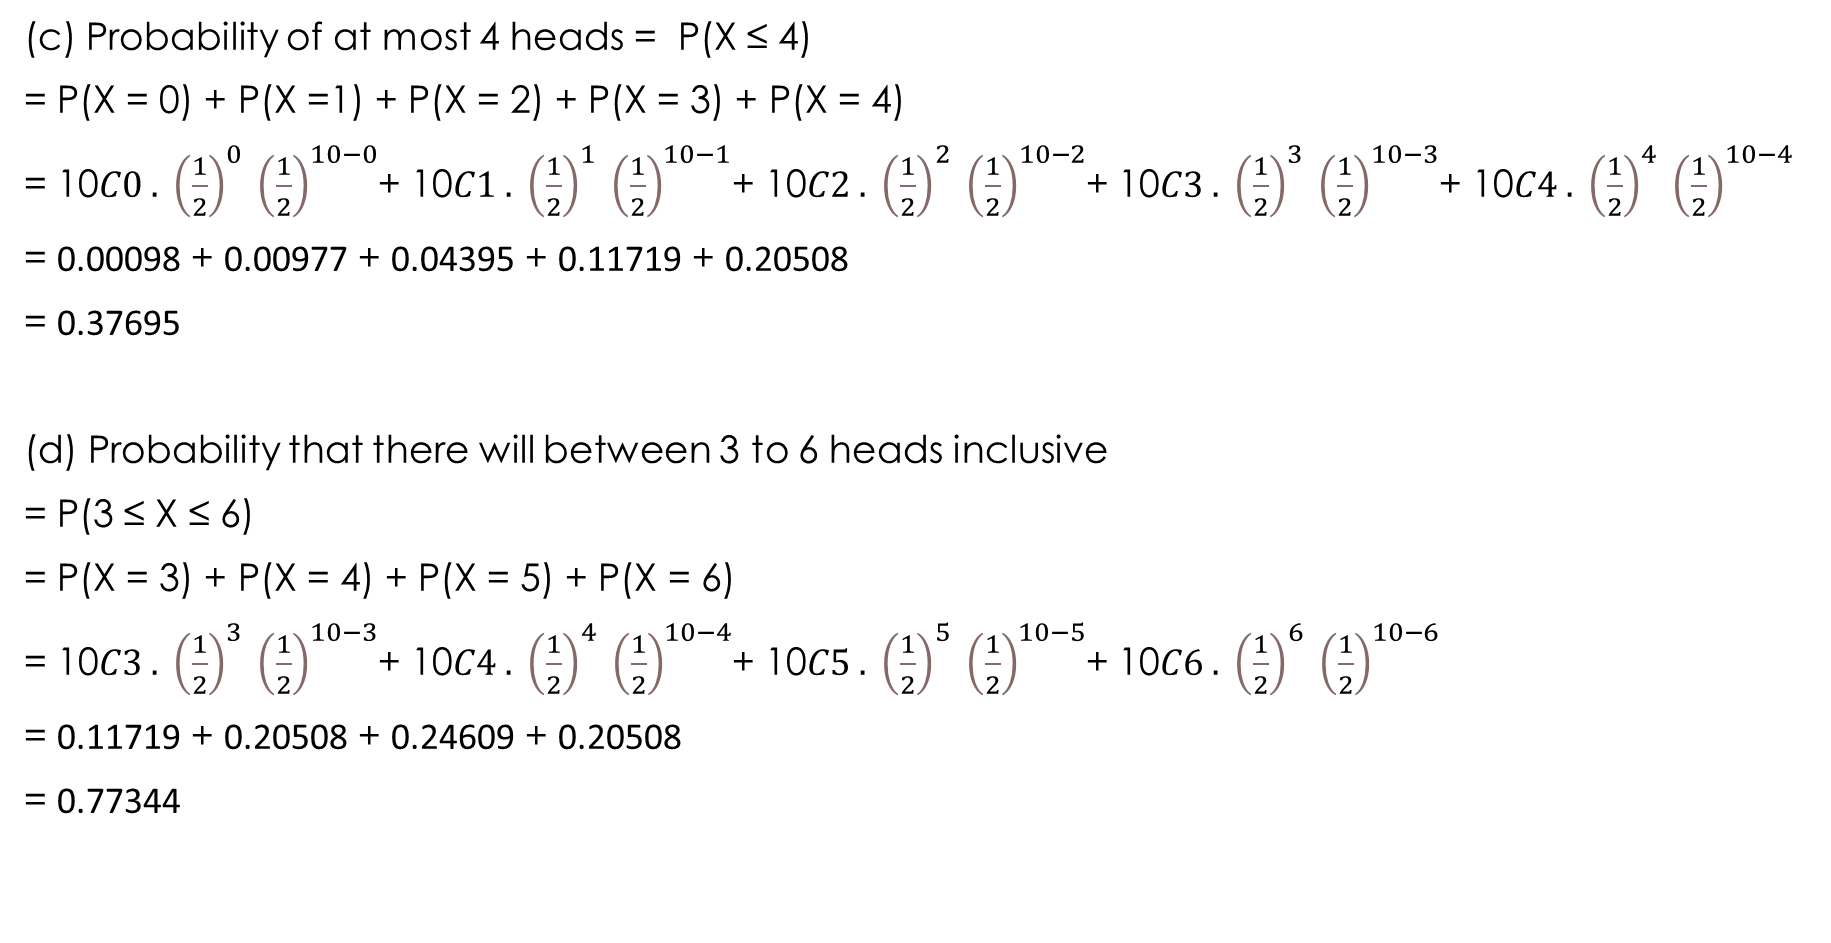 (c) Probability of at most 4 heads = P(X ≤ 4)
= P(X = 0) + P(X =1) + P(X = 2) + P(X = 3) + P(X = 4)
= 10C0 . (1/2)^0 (1/2)^10−0 + 10C1 . (1/2)^1 (1/2)^10−1 + 10C2 . (1/2)^2 (1/2)^10−2 + 10C3 . (1/2)^3 (1/2)^10−3 + 10C4 . (1/2)^4 (1/2)^10−4
= 0.00098 + 0.00977 + 0.04395 + 0.11719 + 0.20508
= 0.37695
(d) Probability that there will between 3 to 6 heads inclusive
= P(3 ≤ X ≤ 6)
= P(X = 3) + P(X = 4) + P(X = 5) + P(X = 6)
= 10C3 . (1/2)^3 (1/2)^10−3 + 10C4 . (1/2)^4 (1/2)^10−4 + 10C5 . (1/2)^5 (1/2)^10−5 + 10C6 . (1/2)^6 (1/2)^10−6
= 0.11719 + 0.20508 + 0.24609 + 0.20508
= 0.77344